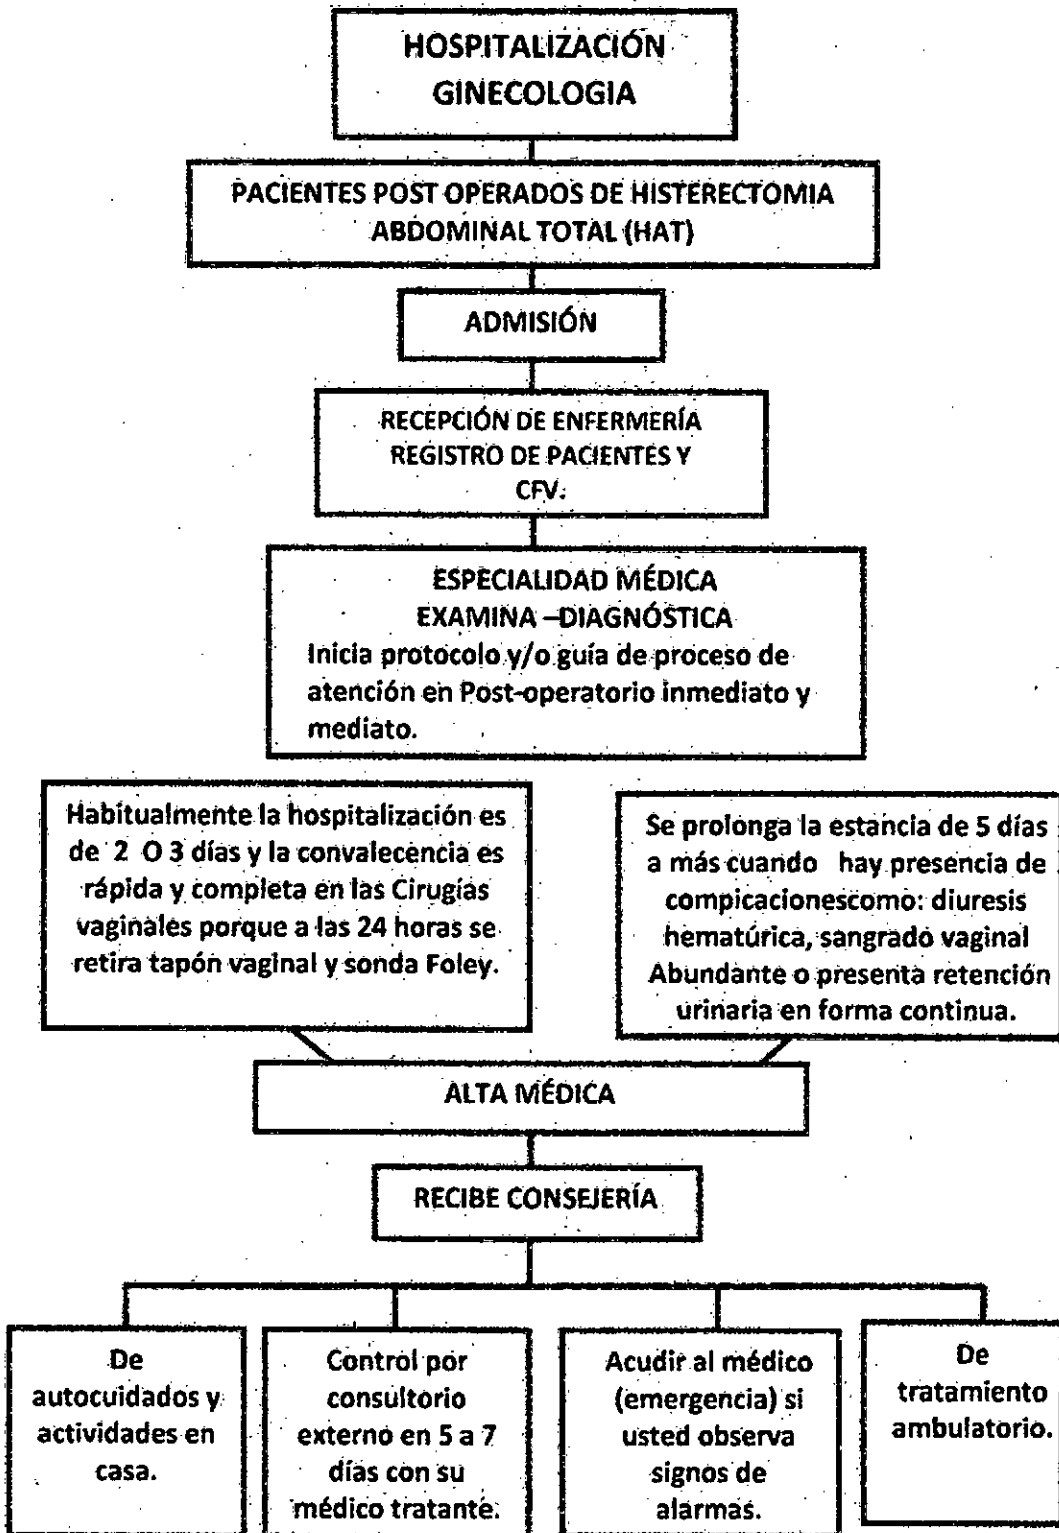 HOSPITALIZACIÓN
GINECOLOGIA
PACIENTES POST OPERADOS DE HISTERECTOMIA
ABDOMINAL TOTAL (HAT)
ADMISIÓN
RECEPCIÓN DE ENFERMERÍA
REGISTRO DE PACIENTES Y
CFV.
ESPECIALIDAD MÉDICA
EXAMINA –DIAGNÓSTICA
Inicia protocolo y/o guía de proceso de
atención en Post-operatorio inmediato y
mediato.
Habitualmente la hospitalización es
de 2 O 3 días y la convalecencia es
rápida y completa en las Cirugías
vaginales porque a las 24 horas se
retira tapón vaginal y sonda Foley.
Se prolonga la estancia de 5 días
a más cuando hay presencia de
compicacionescomo: diuresis
hematúrica, sangrado vaginal
Abundante o presenta retención
urinaria en forma continua.
ALTA MÉDICA
RECIBE CONSEJERÍA
De
autocuidados y
actividades en
casa.
Control por
consultorio
externo en 5 a 7
días con su
médico tratante.
Acudir al médico
(emergencia) si
usted observa
signos de
alarmas.
De
tratamiento
ambulatorio.